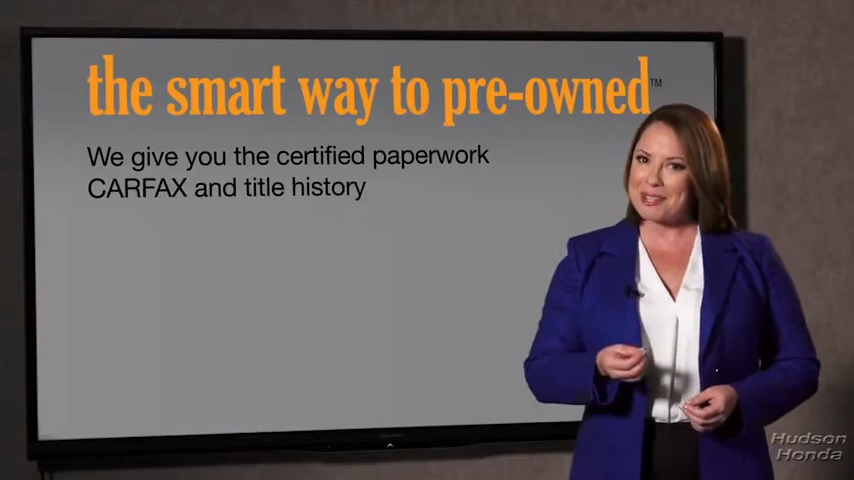 the smart way to pre-owned™
We give you the certified paperwork
CARFAX and title history
Hudson
Honda